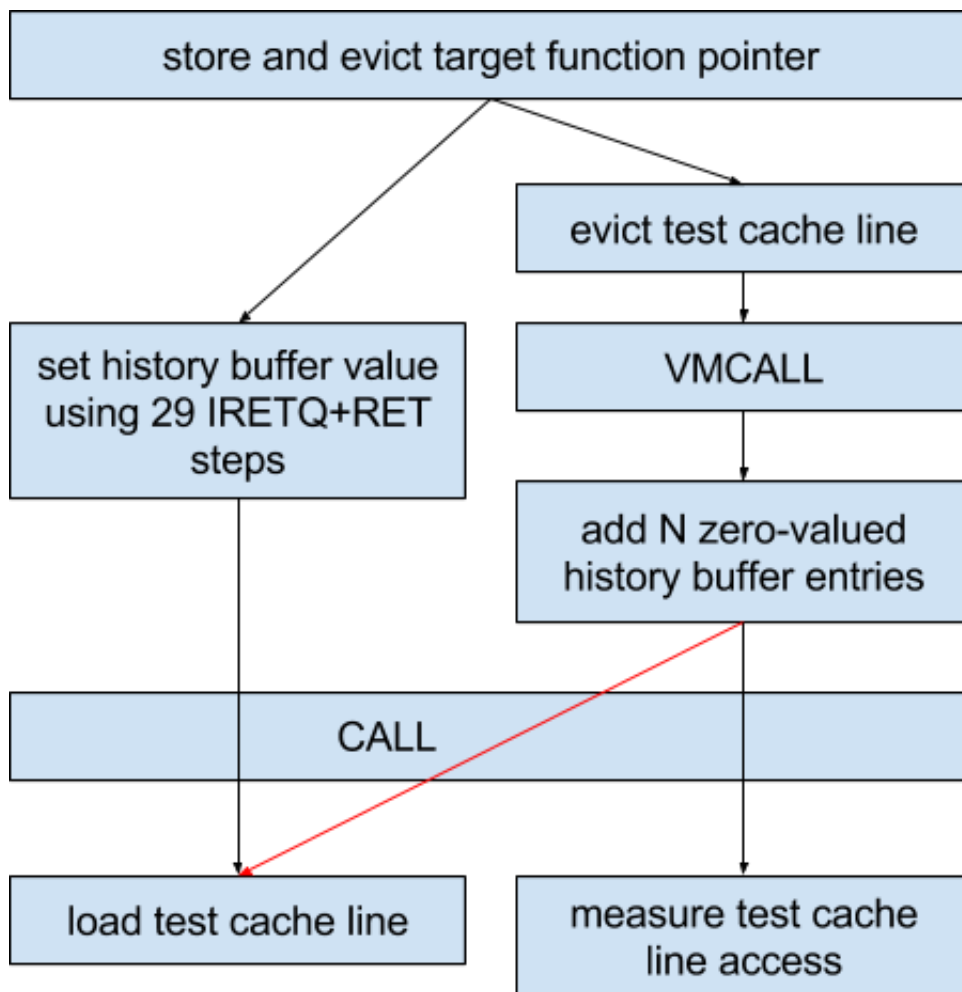 store and evict target function pointer
evict test cache line
set history buffer value
using 29 IRETQ+RET
steps
VMCALL
add N zero-valued
history buffer entries
CALL
load test cache line
measure test cache
line access